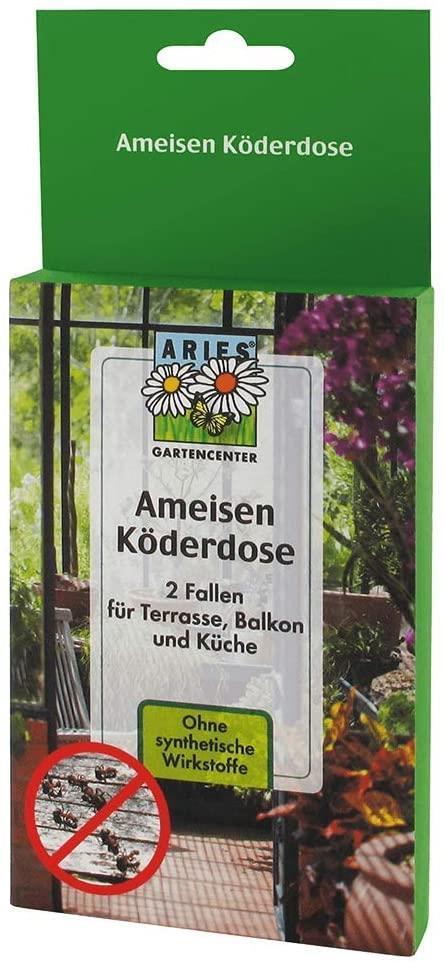 Ameisen Köderdose
ARIES®
GARTENCENTER
Ameisen
Köderdose
2 Fallen
für Terrasse, Balkon
und Küche
Ohne
synthetische
Wirkstoffe